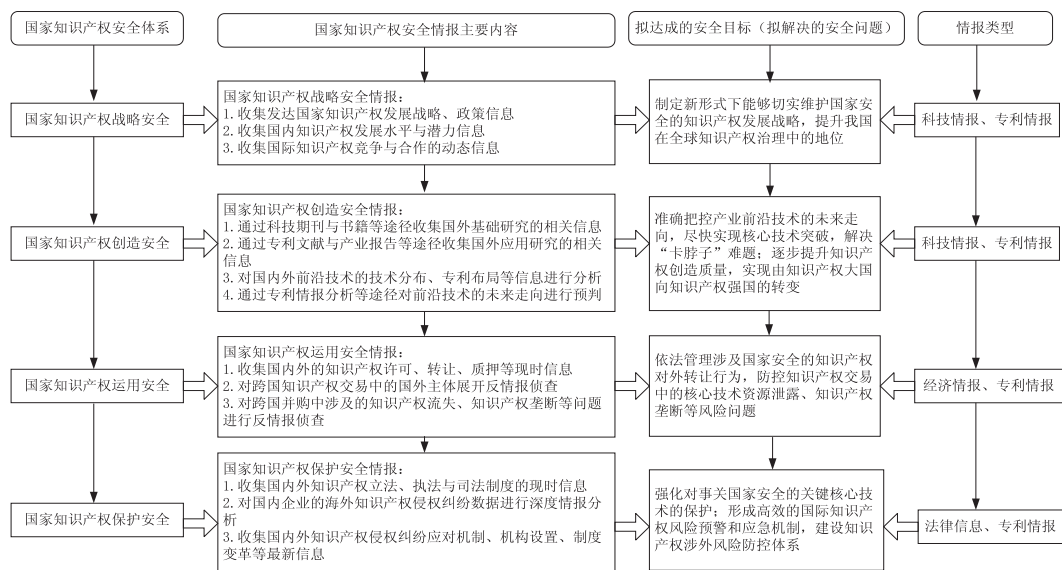 国家知识产权安全体系
国家知识产权安全情报主要内容
拟达成的安全目标（拟解决的安全问题）
情报类型
国家知识产权战略安全
国家知识产权战略安全情报：
1. 收集发达国家知识产权发展战略、政策信息
2. 收集国内知识产权发展水平与潜力信息
3. 收集国际知识产权竞争与合作的动态信息
制定新形式下能够切实维护国家安
全的知识产权发展战略，提升我国
在全球知识产权治理中的地位
科技情报、专利情报
国家知识产权创造安全
国家知识产权创造安全情报：
1. 通过科技期刊与书籍等途径收集国外基础研究的相关信息
2. 通过专利文献与产业报告等途径收集国外应用研究的相关
信息
3. 对国内外前沿技术的技术分布、专利布局等信息进行分析
4. 通过专利情报分析等途径对前沿技术的未来走向进行预判
准确把控产业前沿技术的未来走
向，尽快实现核心技术突破，解决
“卡脖子”难题；逐步提升知识产
权创造质量，实现由知识产权大国
向知识产权强国的转变
科技情报、专利情报
国家知识产权运用安全
国家知识产权运用安全情报：
1. 收集国内外的知识产权许可、转让、质押等现时信息
2. 对跨国知识产权交易中的国外主体展开反情报侦查
3. 对跨国并购中涉及的知识产权流失、知识产权垄断等问题
进行反情报侦查
依法管理涉及国家安全的知识产权
对外转让行为，防控知识产权交易
中的核心技术资源泄露、知识产权
垄断等风险问题
经济情报、专利情报
国家知识产权保护安全
国家知识产权保护安全情报：
1. 收集国内外知识产权立法、执法与司法制度的现时信息
2. 对国内企业的海外知识产权侵权纠纷数据进行深度情报分
析
3. 收集国内外知识产权侵权纠纷应对机制、机构设置、制度
变革等最新信息
强化对事关国家安全的关键核心技
术的保护；形成高效的国际知识产
权风险预警和应急机制，建设知识
产权涉外风险防控体系
法律信息、专利情报